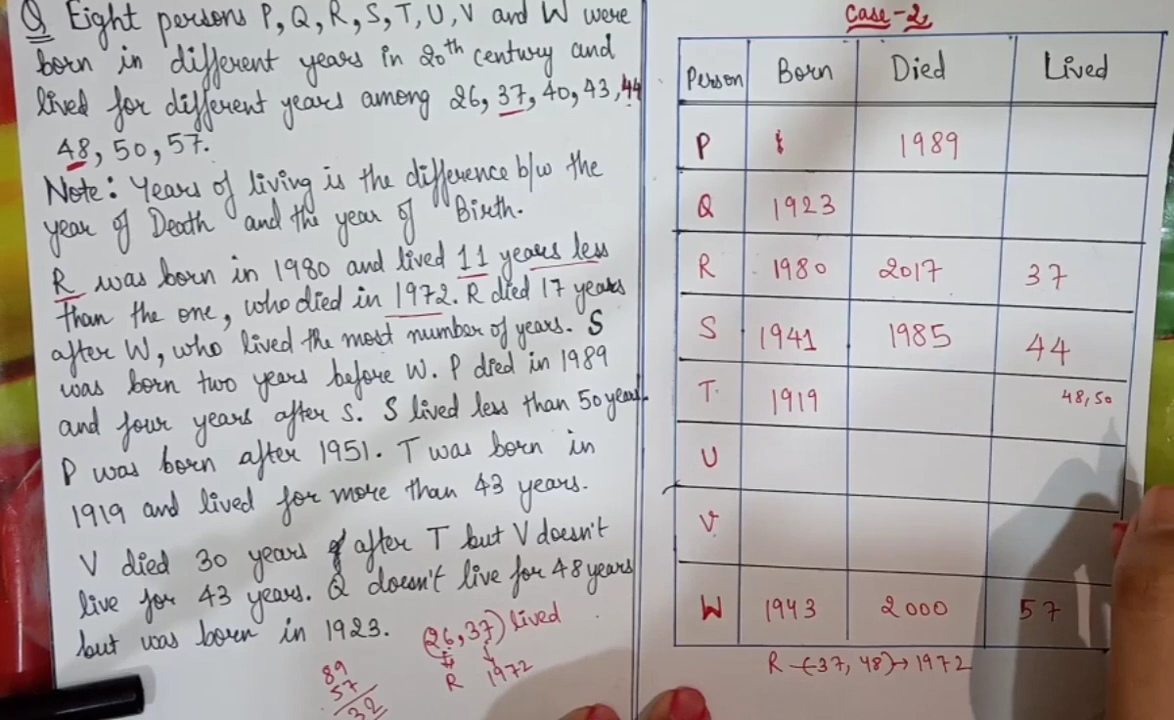 Q Eight persons P, Q, R, S, T, U, V and W were
born in different years in 20th century and
lived for different years among 26, 37, 40, 43, 44
48, 50, 57.
Note: Years of living is the difference b/w the
year of Death and the year of Birth.
R was born in 1980 and lived 11 years less
than the one, who died in 1972. R died 17 years
after W, who lived the most number of years. S
was born two years before W. P died in 1989
and four years after S. S lived less than 50 years.
P was born after 1951. T was born in
1919 and lived for more than 43 years.
V died 30 years after T but V doesn't
live for 43 years. Q doesn't live for 48 years
but was born in 1923.
(26, 37) lived
R 1972
89
57
32
Case-2
Person Born Died Lived
P 1989
Q 1923
R 1980 2017 37
S 1941 1985 44
T. 1919 48, 50
U
V
W 1943 2000 57
R → (37, 48) → 1972